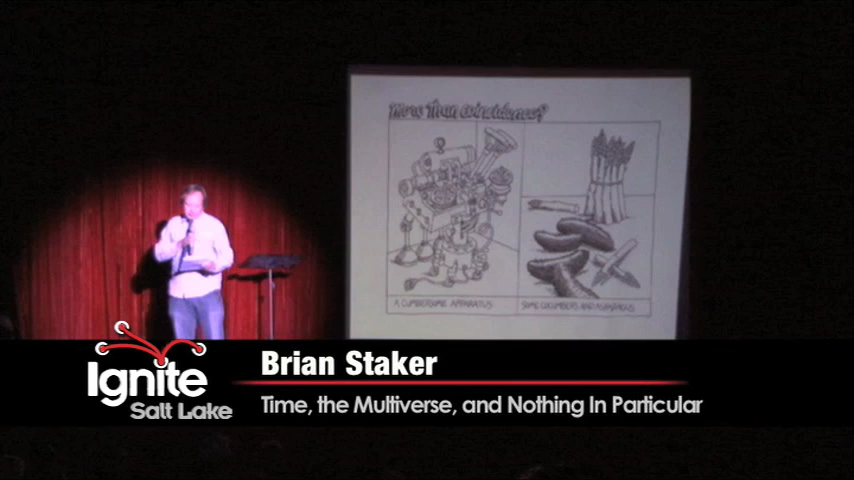 More Than Coincidence?
A CUMBERSOME APPARATUS
SOME CUCUMBERS AND ASPARAGUS
Brian Staker
Ignite
Salt Lake
Time, the Multiverse, and Nothing In Particular